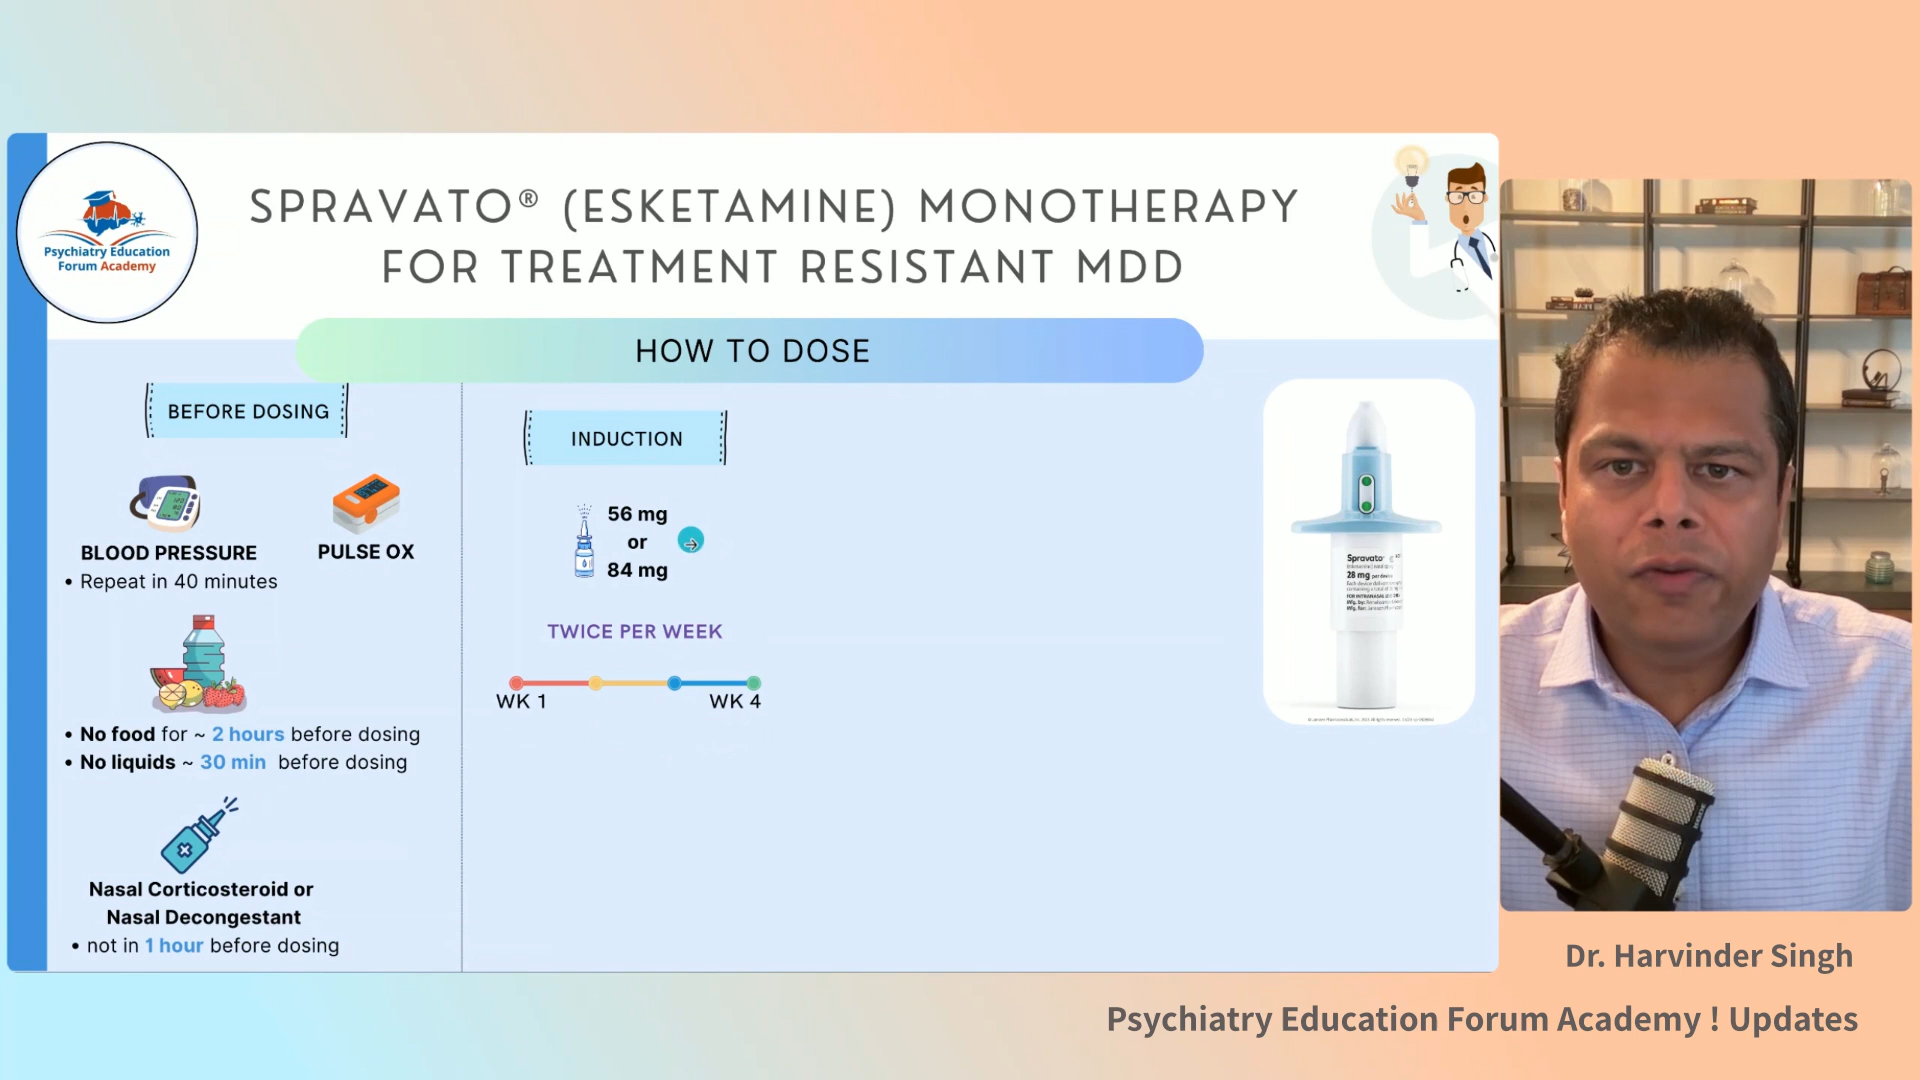 Psychiatry Education
Forum Academy
SPRAVATO® (ESKETAMINE) MONOTHERAPY
FOR TREATMENT RESISTANT MDD
HOW TO DOSE
BEFORE DOSING
BLOOD PRESSURE
• Repeat in 40 minutes
PULSE OX
• No food for ~ 2 hours before dosing
• No liquids ~ 30 min before dosing
Nasal Corticosteroid or
Nasal Decongestant
• not in 1 hour before dosing
INDUCTION
56 mg
or
84 mg
TWICE PER WEEK
WK 1
WK 4
Spravato
28 mg per device
Dr. Harvinder Singh
Psychiatry Education Forum Academy ! Updates